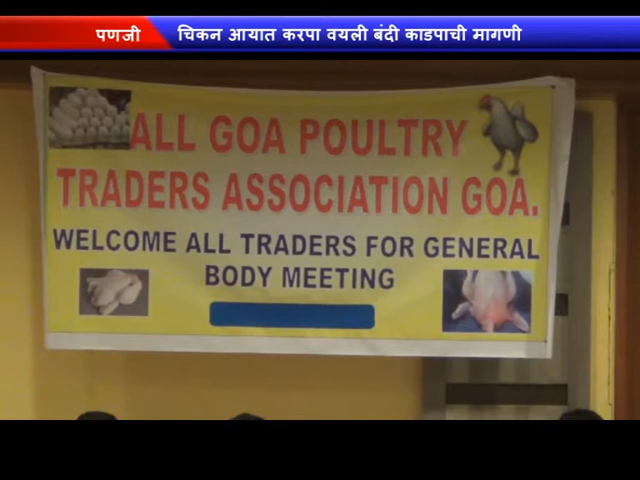 पणजी
चिकन आयात करपा वयली बंदी काडपाची मागणी
ALL GOA POULTRY
TRADERS ASSOCIATION GOA.
WELCOME ALL TRADERS FOR GENERAL
BODY MEETING